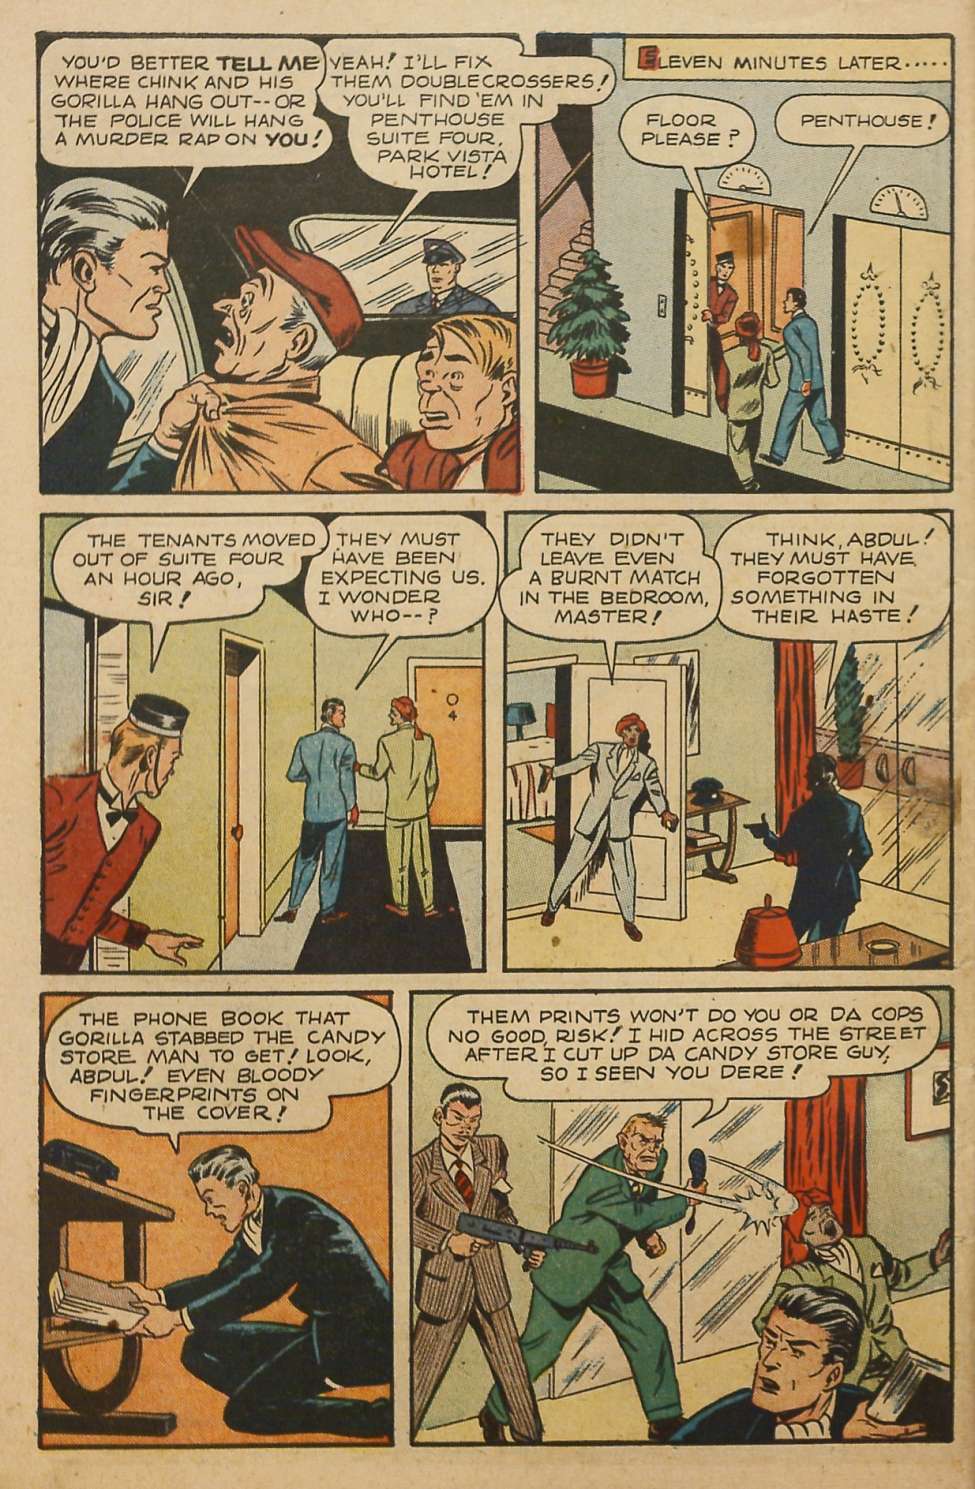 YOU'D BETTER TELL ME
WHERE CHINK AND HIS
GORILLA HANG OUT--OR
THE POLICE WILL HANG
A MURDER RAP ON YOU!
YEAH! I'LL FIX
THEM DOUBLECROSSERS!
YOU'LL FIND 'EM IN
PENTHOUSE
SUITE FOUR,
PARK VISTA
HOTEL!
ELEVEN MINUTES LATER.....
FLOOR
PLEASE?
PENTHOUSE!
THE TENANTS MOVED
OUT OF SUITE FOUR
AN HOUR AGO,
SIR!
THEY MUST
HAVE BEEN
EXPECTING US.
I WONDER
WHO--?
4
THEY DIDN'T
LEAVE EVEN
A BURNT MATCH
IN THE BEDROOM,
MASTER!
THINK, ABDUL!
THEY MUST HAVE
FORGOTTEN
SOMETHING IN
THEIR HASTE!
THE PHONE BOOK THAT
GORILLA STABBED THE CANDY
STORE MAN TO GET! LOOK,
ABDUL! EVEN BLOODY
FINGERPRINTS ON
THE COVER!
THEM PRINTS WON'T DO YOU OR DA COPS
NO GOOD, RISK! I HID ACROSS THE STREET
AFTER I CUT UP DA CANDY STORE GUY,
SO I SEEN YOU DERE!